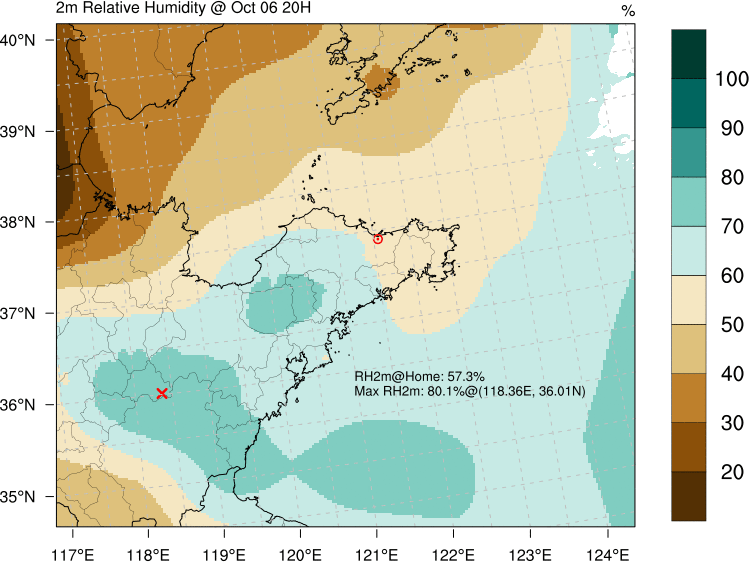 2m Relative Humidity @ Oct 06 20H
%
40°N
39°N
38°N
37°N
36°N
35°N
RH2m@Home: 57.3%
Max RH2m: 80.1%@(118.36E, 36.01N)
117°E 118°E 119°E 120°E 121°E 122°E 123°E 124°E
100
90
80
70
60
50
40
30
20